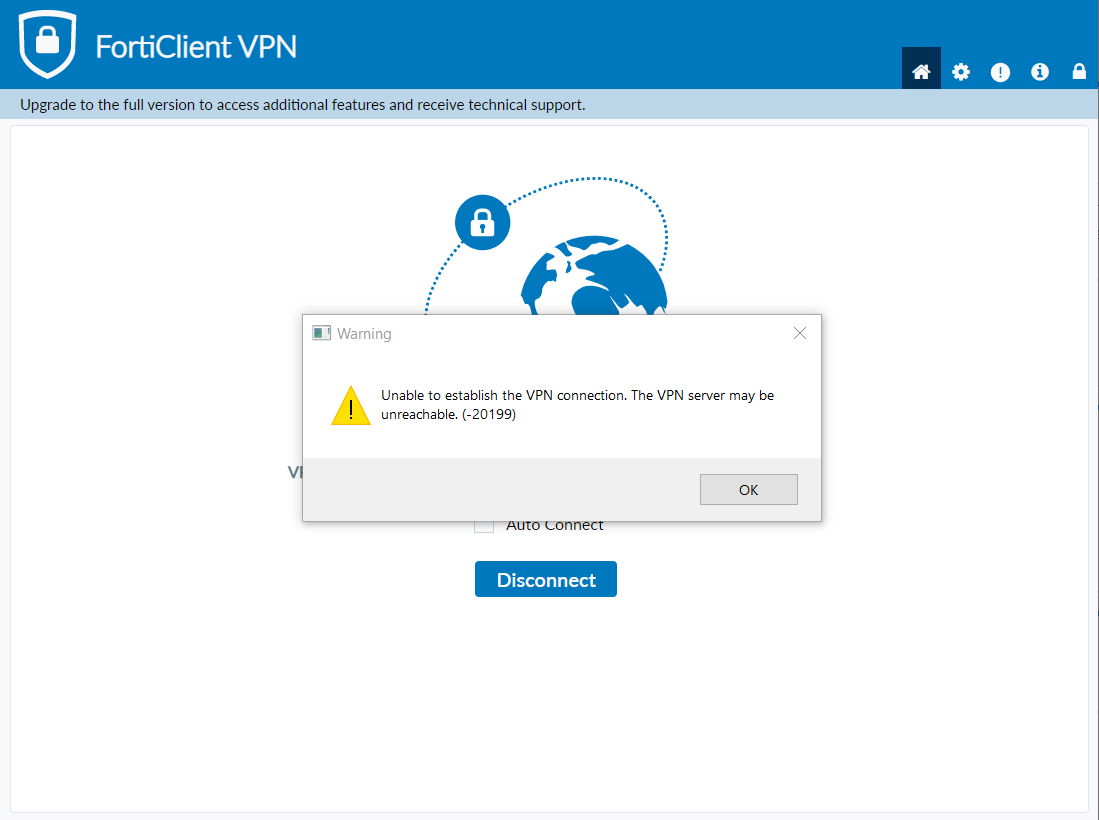 FortiClient VPN
Upgrade to the full version to access additional features and receive technical support.
Warning
Unable to establish the VPN connection. The VPN server may be
unreachable. (-20199)
OK
Auto Connect
Disconnect